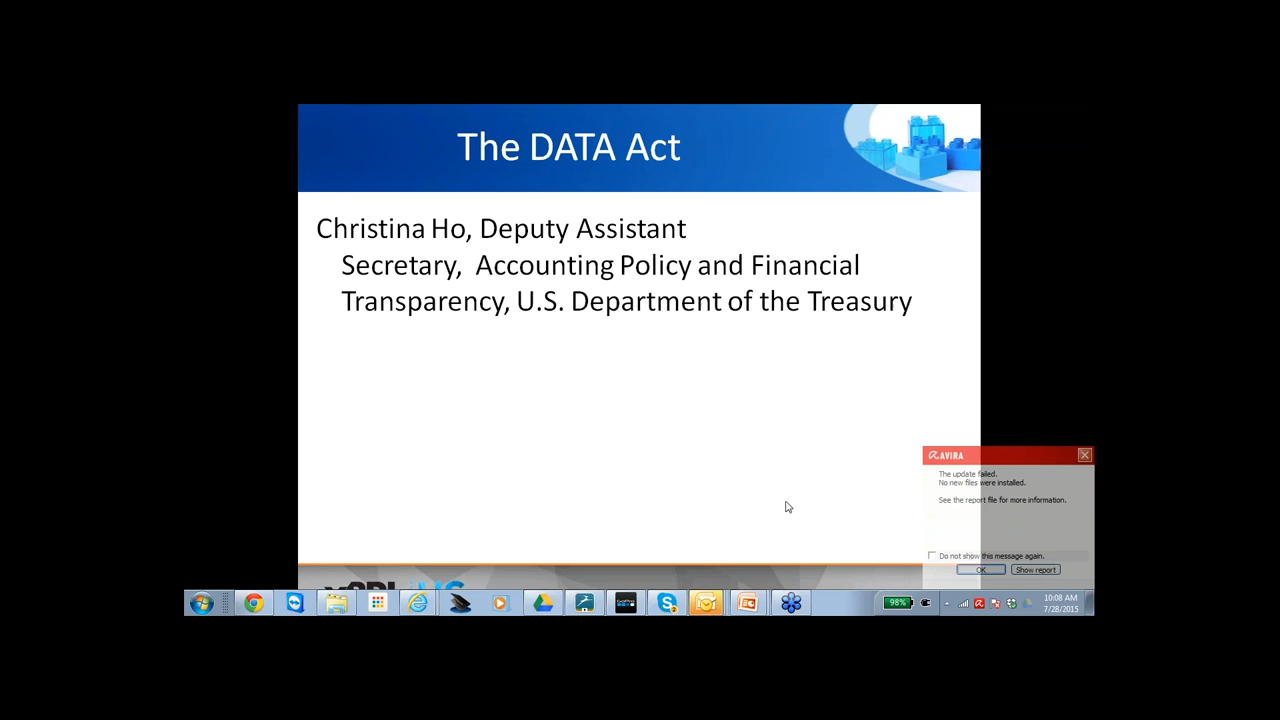 The DATA Act
Christina Ho, Deputy Assistant
Secretary, Accounting Policy and Financial
Transparency, U.S. Department of the Treasury
AVIRA
The update failed.
No new files were installed.
See the report file for more information.
Do not show this message again.
OK
Show report
98%
10:08 AM
7/28/2015